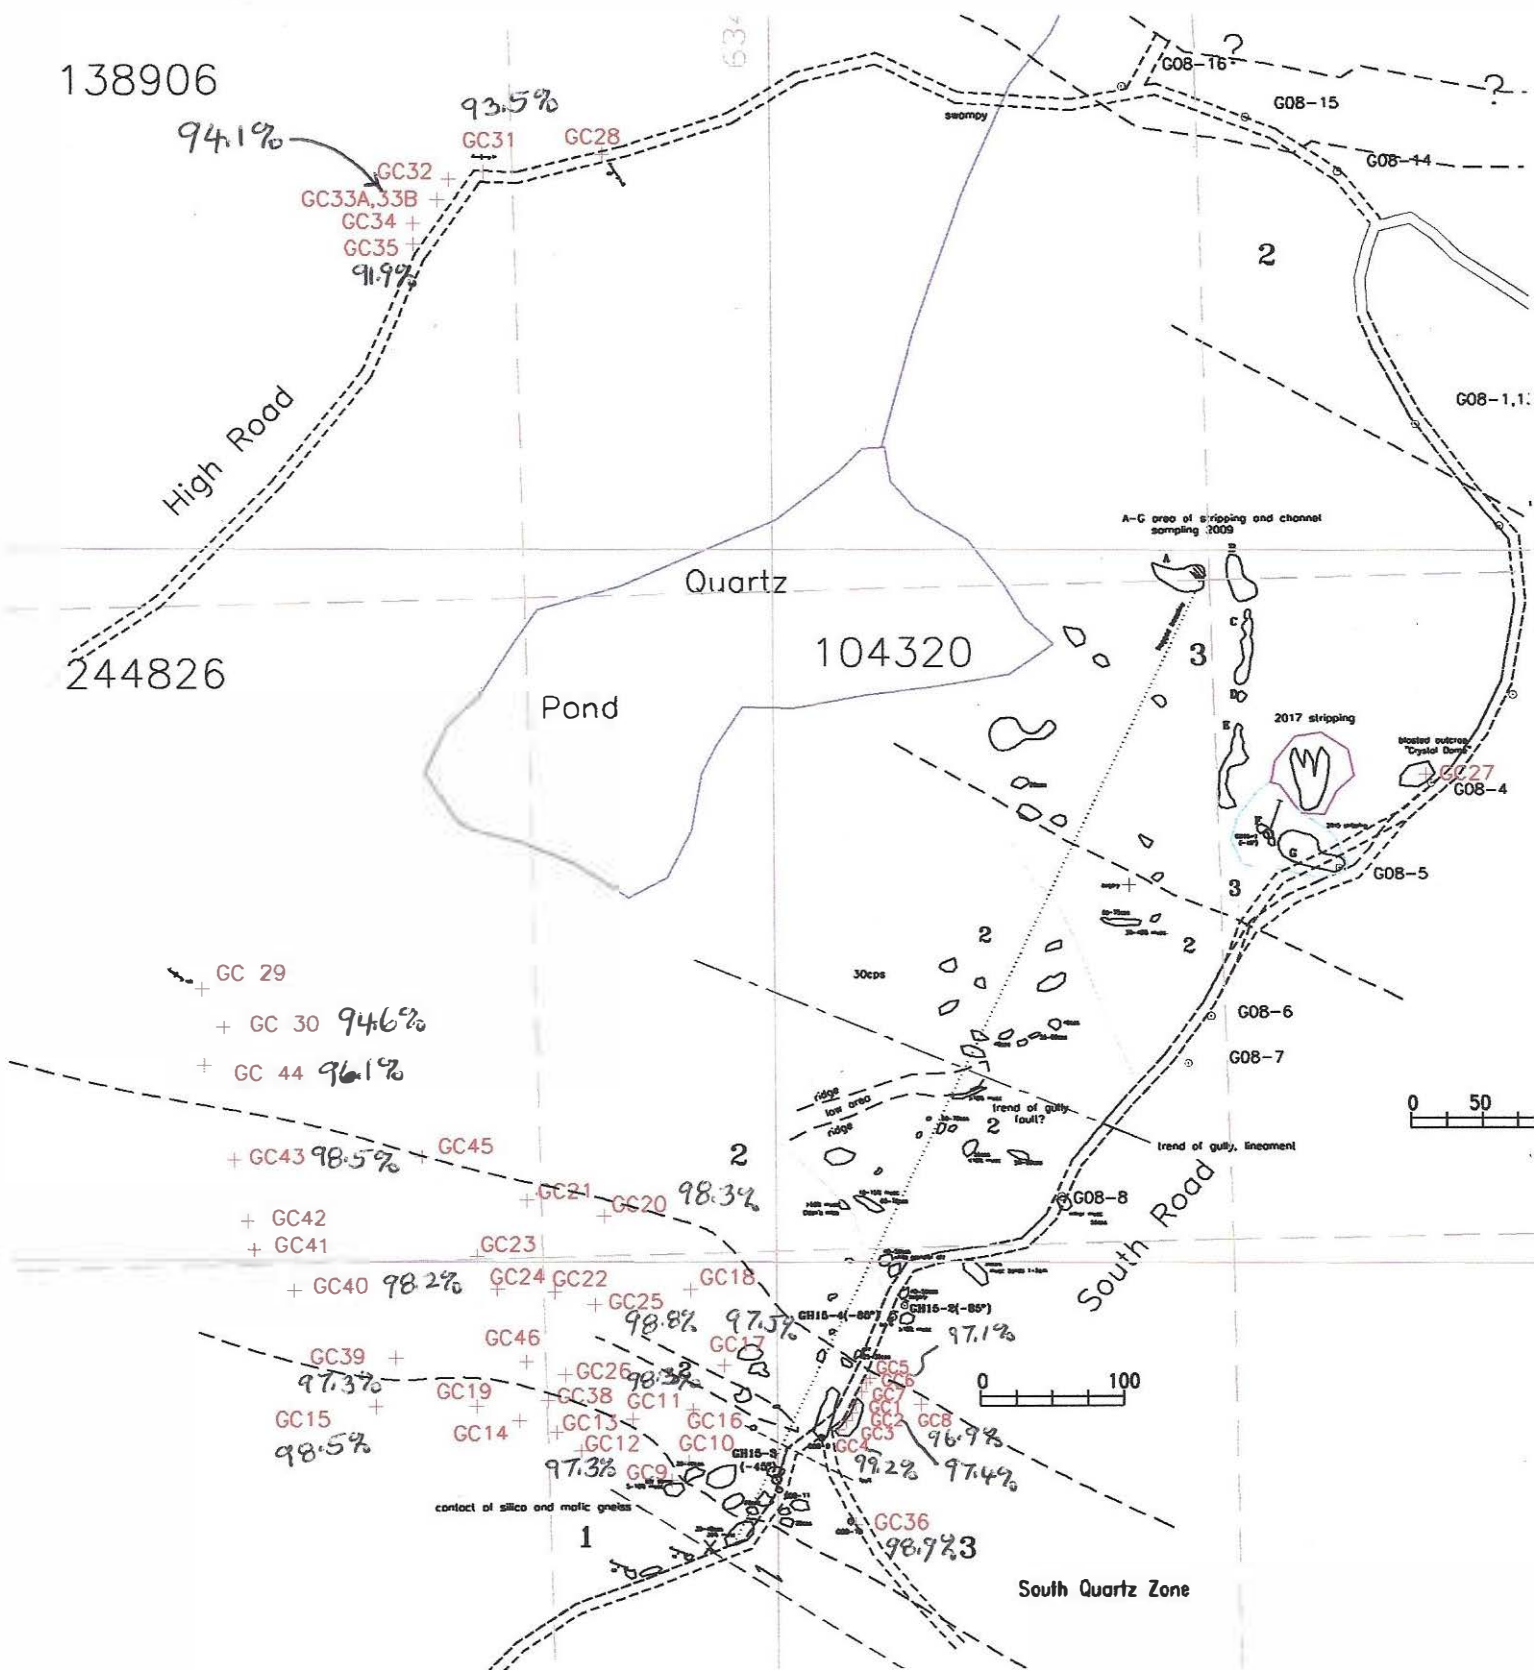 138906
634
93.5%
94.1%
GC31
GC28
GC32
GC33A,33B
GC34
GC35
91.9%
swampy
G08-16
?
?
G08-15
G08-14
2
G08-1,1
High Road
A-G area of stripping and channel
sampling 2009
A
B
C
D
E
3
Quartz
104320
244826
Pond
2017 stripping
blasted outcrop
"Crystal Dome"
GC27
G08-4
F
G
G08-5
3
2
2
30cps
GC 29
GC 30 94.6%
GC 44 96.1%
G08-6
G08-7
0 50
ridge
low area
ridge
trend of gully
fault?
2
trend of gully, lineament
2
GC43 98.5%
GC45
GC21
GC20
98.3%
G08-8
South Road
GC42
GC41
GC23
GC40 98.2%
GC24
GC22
GC18
GC25
98.8%
97.5%
GH15-4(-60°)
GH15-2(-65°)
97.1%
GC46
GC17
GC39
97.3%
GC26
98.3%
2
GC5
GC6
GC7
0 100
GC19
GC38
GC11
GC1
GC15
GC14
GC13
GC16
GC2
GC8
GC3
96.9%
98.5%
GC12
GC10
GH15-3
(-45°)
GC4
97.3%
GC9
99.2%
97.4%
contact of silica and mafic gneiss
1
GC36
98.9%
3
South Quartz Zone